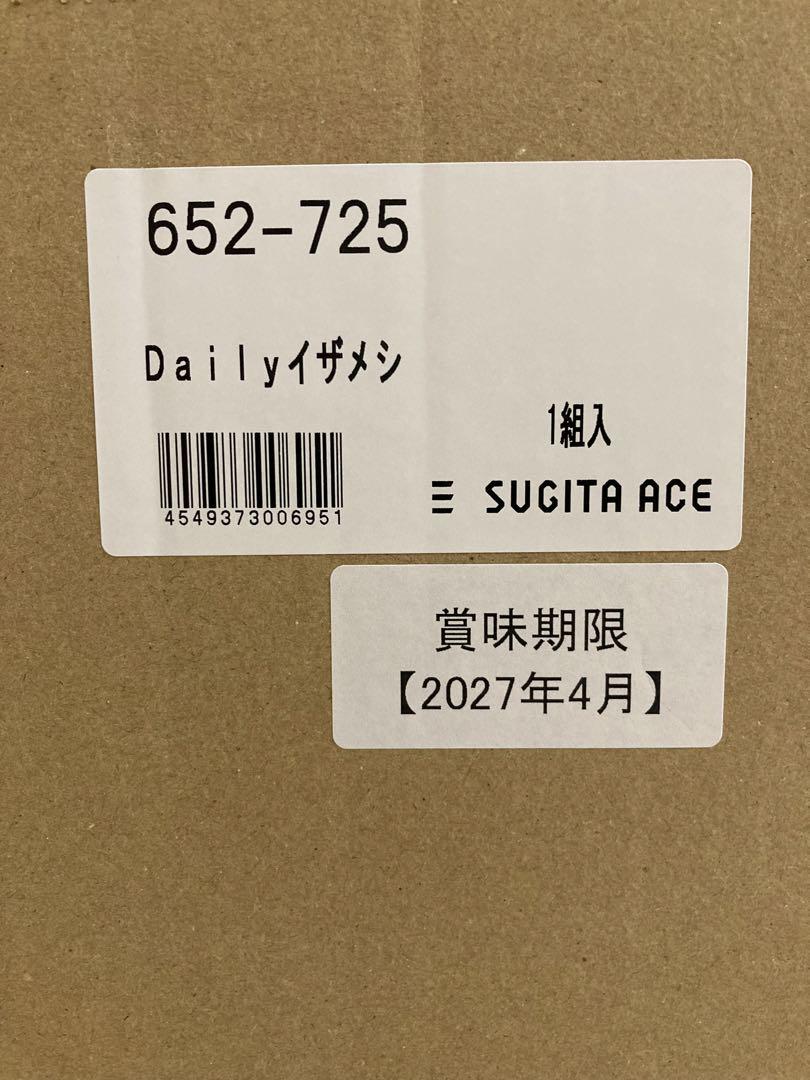 652-725
Dailyイザメシ
1組入
4549373006951
SUGITA ACE
賞味期限
【2027年4月】